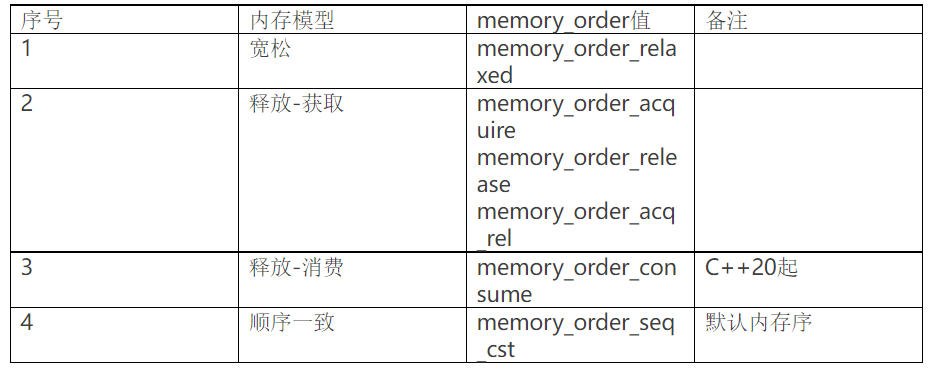 序号 内存模型 memory_order值 备注
1 宽松 memory_order_rela
xed
2 释放-获取 memory_order_acq
uire
memory_order_rele
ase
memory_order_acq
_rel
3 释放-消费 memory_order_con C++20起
sume
4 顺序一致 memory_order_seq 默认内存序
_cst